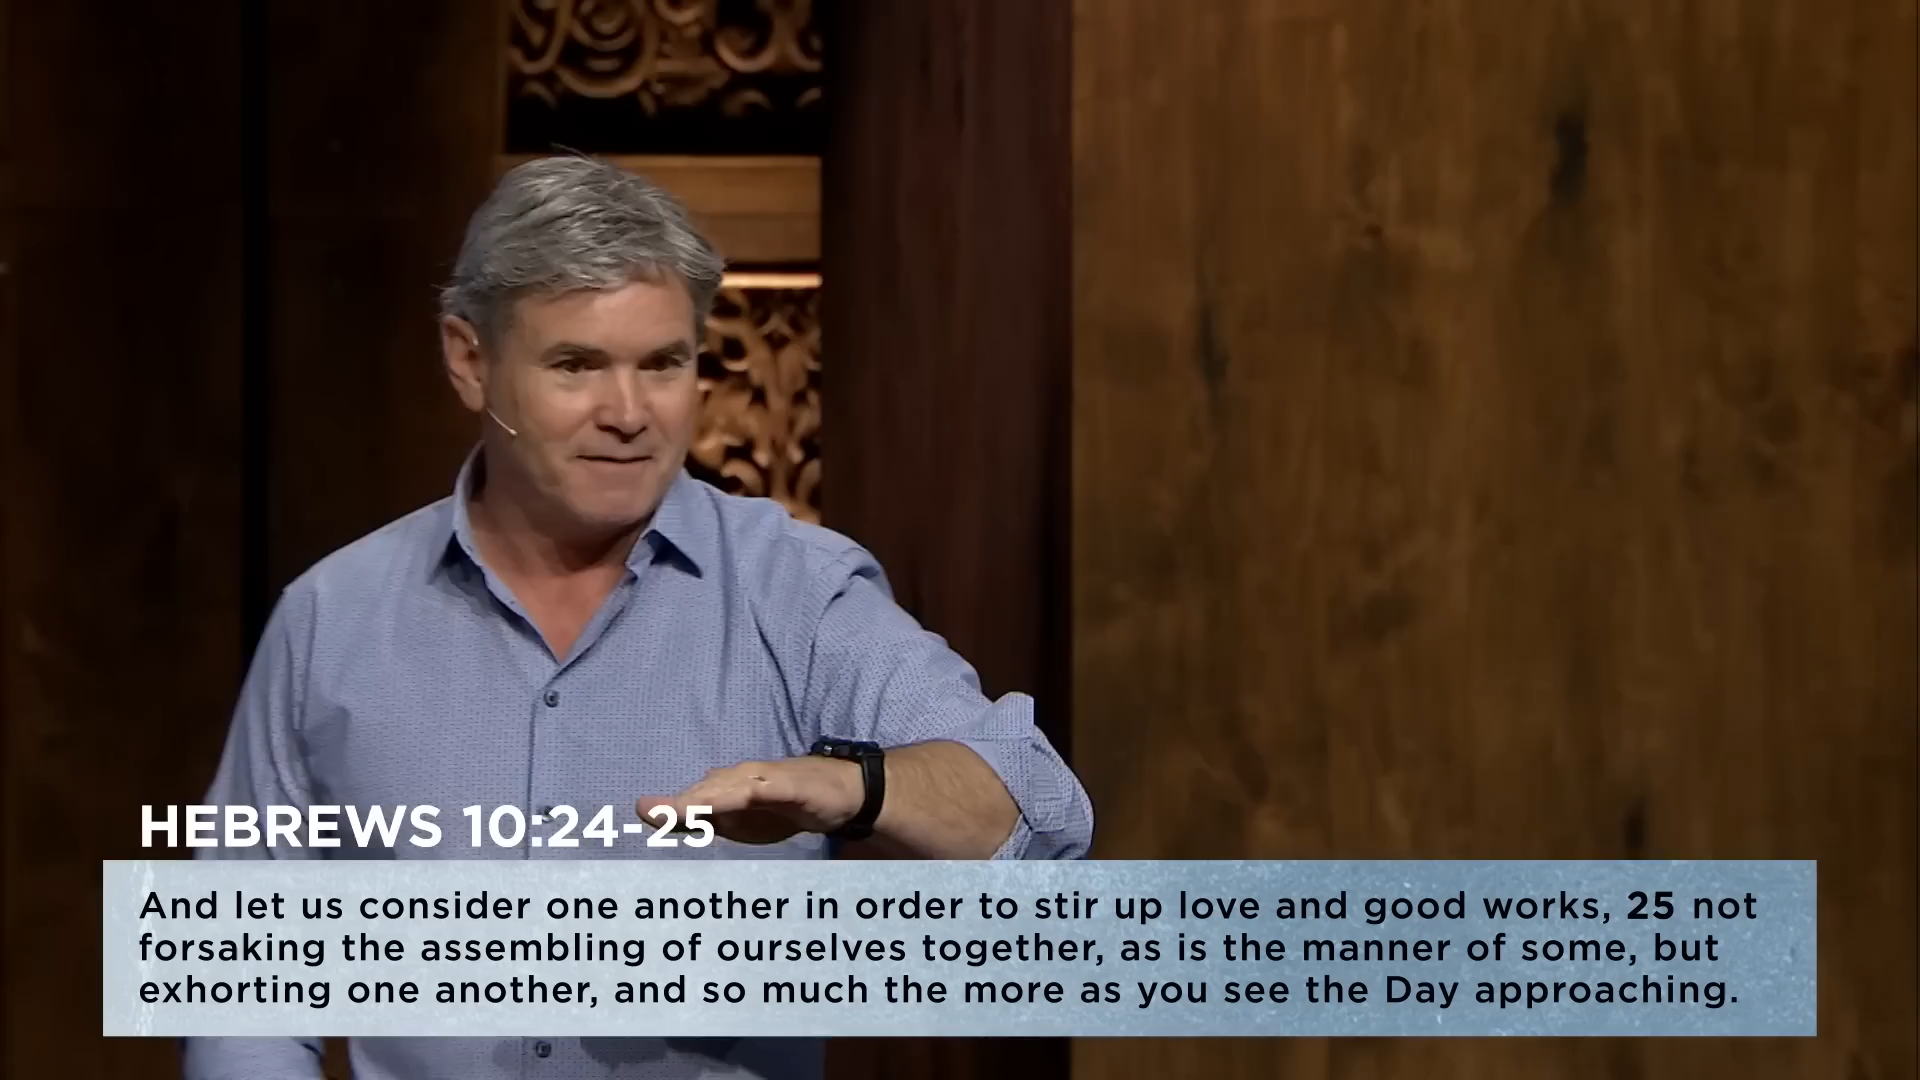 HEBREWS 10:24-25
And let us consider one another in order to stir up love and good works, 25 not
forsaking the assembling of ourselves together, as is the manner of some, but
exhorting one another, and so much the more as you see the Day approaching.